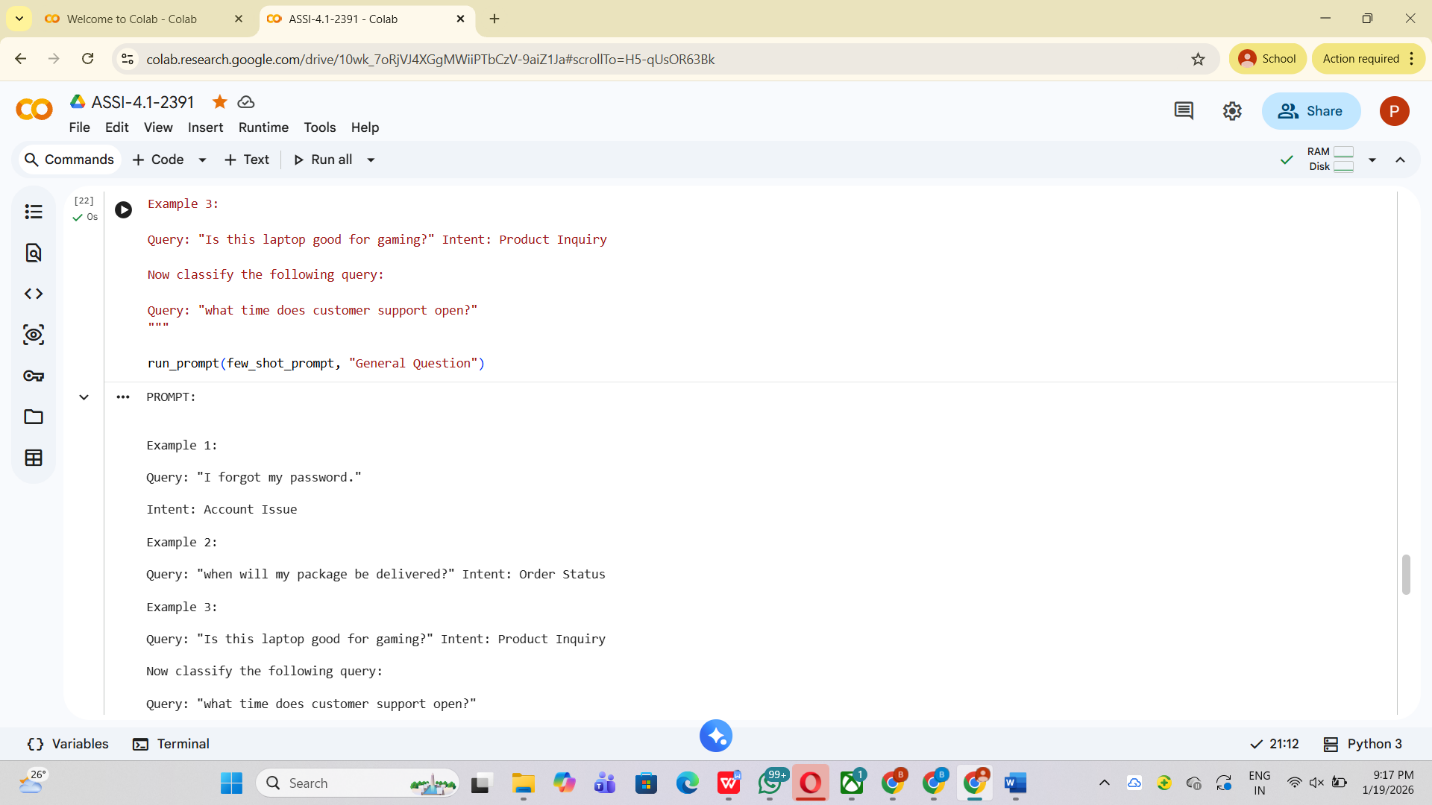 Welcome to Colab - Colab
ASSI-4.1-2391 - Colab
colab.research.google.com/drive/10wk_7oRjVJ4XGgMWiiPTbCzV-9aiZ1Ja#scrollTo=H5-qUsOR63Bk
School
Action required
ASSI-4.1-2391
File Edit View Insert Runtime Tools Help
Share
P
Commands + Code + Text Run all
RAM
Disk
[22]
0s
Example 3:
Query: "Is this laptop good for gaming?" Intent: Product Inquiry
Now classify the following query:
Query: "what time does customer support open?"
"""
run_prompt(few_shot_prompt, "General Question")
PROMPT:
Example 1:
Query: "I forgot my password."
Intent: Account Issue
Example 2:
Query: "when will my package be delivered?" Intent: Order Status
Example 3:
Query: "Is this laptop good for gaming?" Intent: Product Inquiry
Now classify the following query:
Query: "what time does customer support open?"
{} Variables Terminal
21:12 Python 3
26°
Search
99+
1
B
B
ENG
IN
9:17 PM
1/19/2026